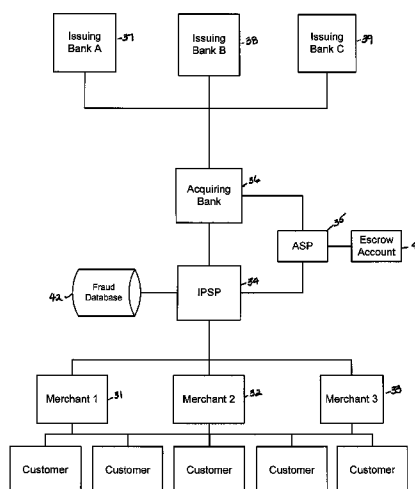 Issuing Bank A 37
Issuing Bank B 38
Issuing Bank C 39
Acquiring Bank 36
ASP 35
Escrow Account 4
Fraud Database 42
IPSP 34
Merchant 1 31
Merchant 2 32
Merchant 3 33
Customer
Customer
Customer
Customer
Customer